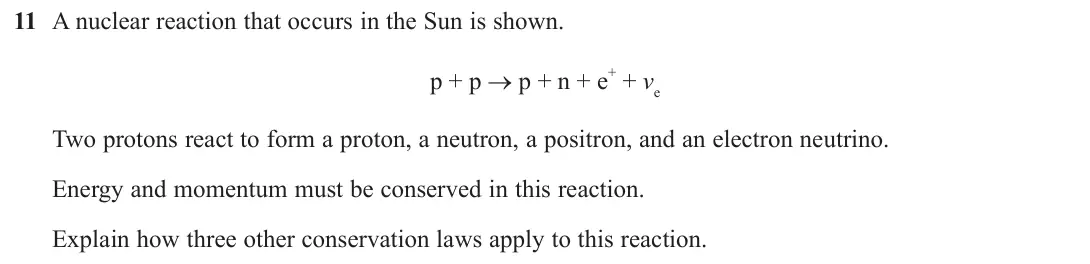 11 A nuclear reaction that occurs in the Sun is shown.
p + p → p + n + e⁺ + νₑ
Two protons react to form a proton, a neutron, a positron, and an electron neutrino.
Energy and momentum must be conserved in this reaction.
Explain how three other conservation laws apply to this reaction.